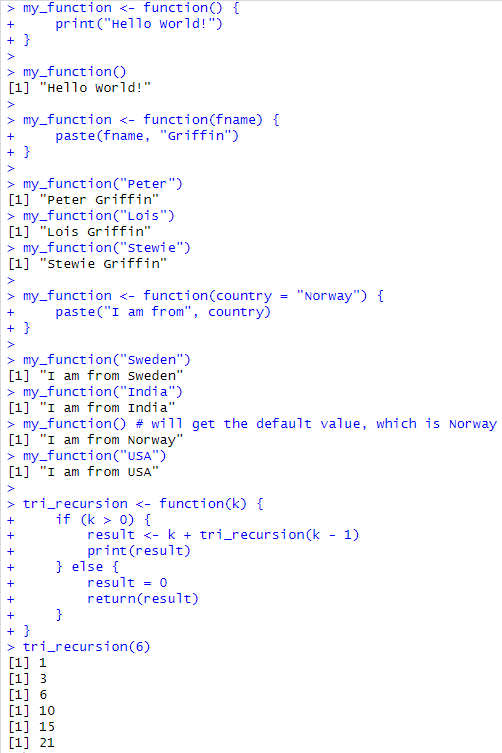 > my_function <- function() {
+     print("Hello World!")
+ }
>
> my_function()
[1] "Hello World!"
>
> my_function <- function(fname) {
+     paste(fname, "Griffin")
+ }
>
> my_function("Peter")
[1] "Peter Griffin"
> my_function("Lois")
[1] "Lois Griffin"
> my_function("Stewie")
[1] "Stewie Griffin"
>
> my_function <- function(country = "Norway") {
+     paste("I am from", country)
+ }
>
> my_function("Sweden")
[1] "I am from Sweden"
> my_function("India")
[1] "I am from India"
> my_function() # will get the default value, which is Norway
[1] "I am from Norway"
> my_function("USA")
[1] "I am from USA"
>
> tri_recursion <- function(k) {
+     if (k > 0) {
+         result <- k + tri_recursion(k - 1)
+         print(result)
+     } else {
+         result = 0
+         return(result)
+     }
+ }
> tri_recursion(6)
[1] 1
[1] 3
[1] 6
[1] 10
[1] 15
[1] 21